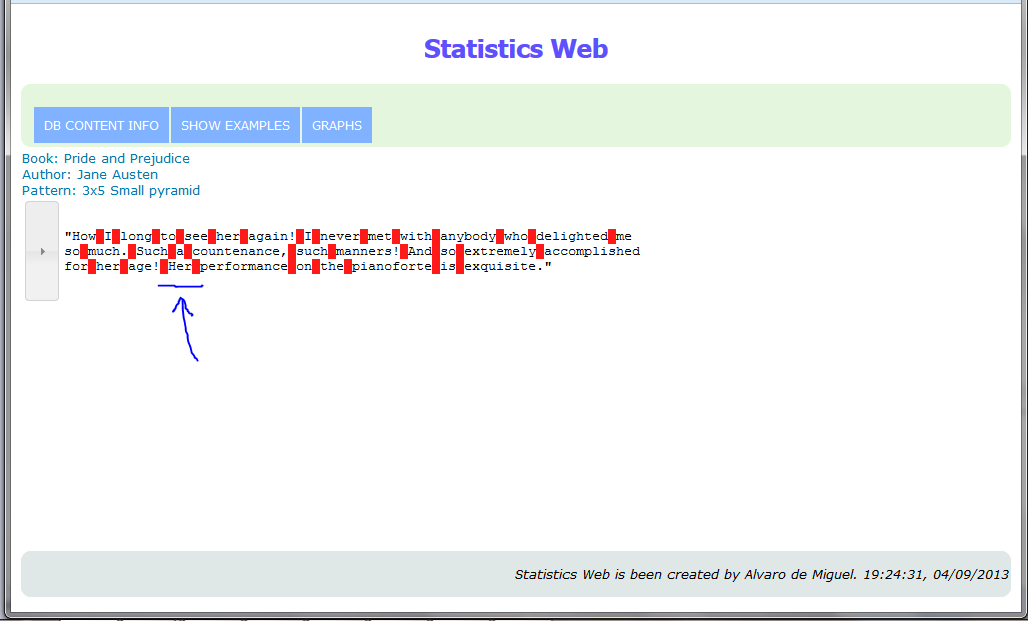 Statistics Web
DB CONTENT INFO SHOW EXAMPLES GRAPHS
Book: Pride and Prejudice
Author: Jane Austen
Pattern: 3x5 Small pyramid
"How I long to see her again! I never met with anybody who delighted me
so much. Such a countenance, such manners! And so extremely accomplished
for her age! Her performance on the pianoforte is exquisite."
Statistics Web is been created by Alvaro de Miguel. 19:24:31, 04/09/2013